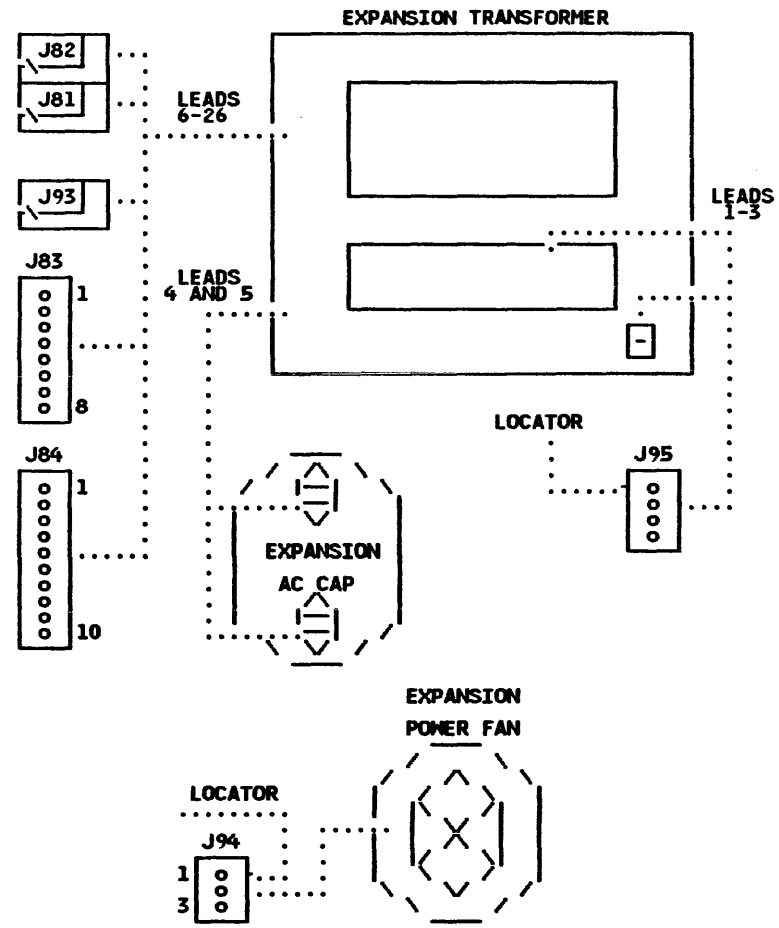 EXPANSION TRANSFORMER
J82
J81
LEADS
6-26
J93
LEADS
1-3
J83
1
8
LEADS
4 AND 5
-
LOCATOR
J84
1
10
J95
EXPANSION
AC CAP
EXPANSION
POWER FAN
LOCATOR
J94
1
3